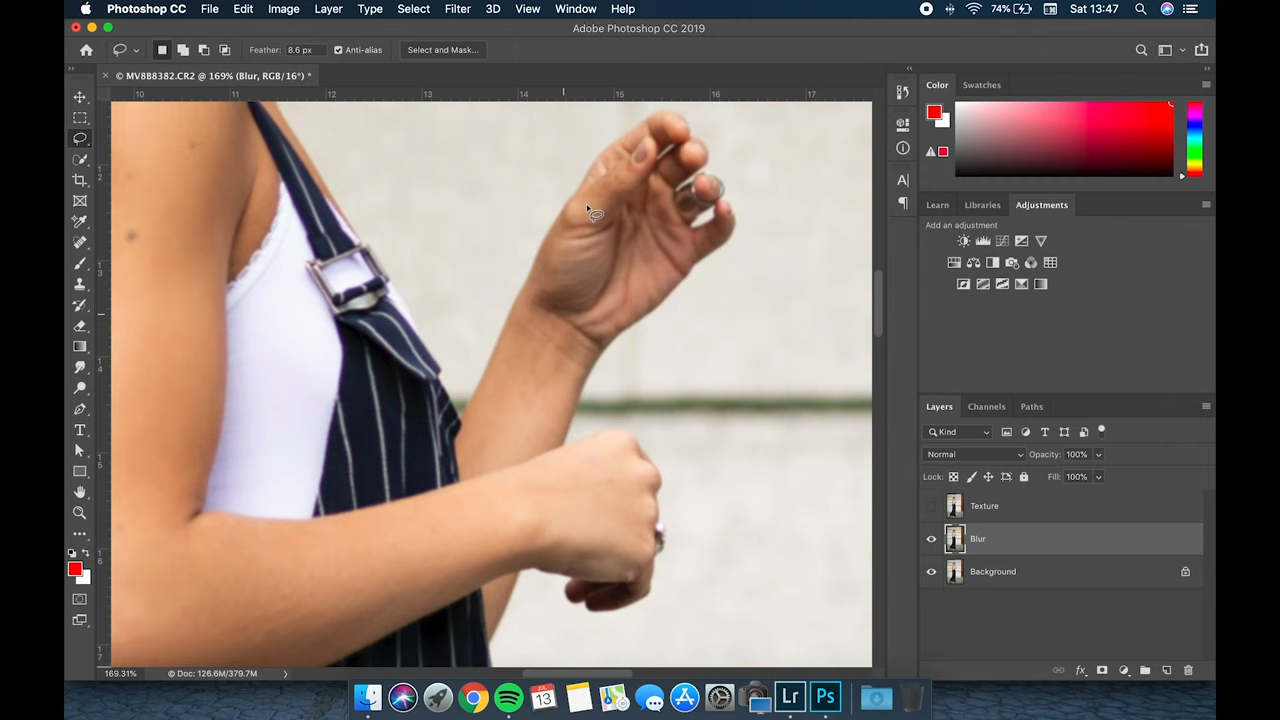 Photoshop CC File Edit Image Layer Type Select Filter 3D View Window Help 74% Sat 13:47
Adobe Photoshop CC 2019
Feather: 8.6 px Anti-alias Select and Mask...
© MV8B8382.CR2 @ 169% (Blur, RGB/16*) *
10 11 12 13 14 15 16 17
Color Swatches
Learn Libraries Adjustments
Add an adjustment
Layers Channels Paths
Kind
Normal Opacity: 100%
Lock: Fill: 100%
Texture
Blur
Background
169.31% © Doc: 126.6M/379.7M
JUL
13
Lr Ps